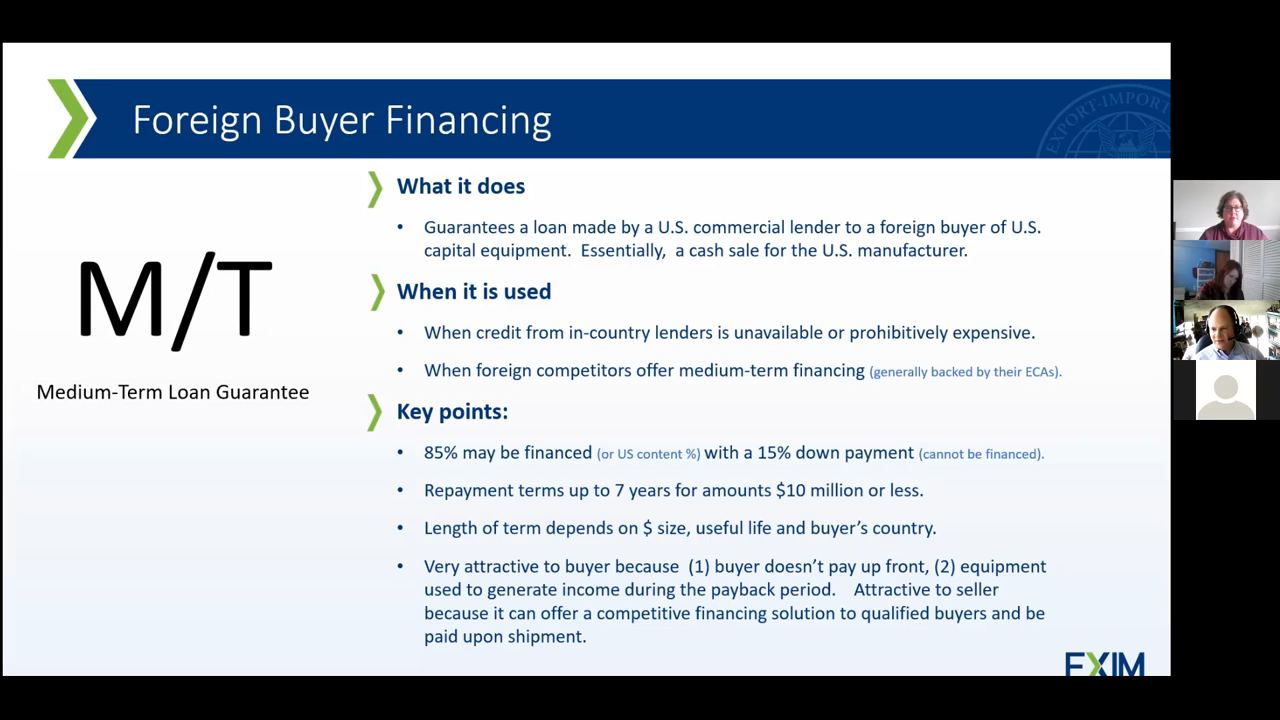 Foreign Buyer Financing
EXPORT-IMPORT
M/T
Medium-Term Loan Guarantee
What it does
• Guarantees a loan made by a U.S. commercial lender to a foreign buyer of U.S.
capital equipment.  Essentially,  a cash sale for the U.S. manufacturer.
When it is used
• When credit from in-country lenders is unavailable or prohibitively expensive.
• When foreign competitors offer medium-term financing (generally backed by their ECAs).
Key points:
• 85% may be financed (or US content %) with a 15% down payment (cannot be financed).
• Repayment terms up to 7 years for amounts $10 million or less.
• Length of term depends on $ size, useful life and buyer’s country.
• Very attractive to buyer because  (1) buyer doesn’t pay up front, (2) equipment
used to generate income during the payback period.    Attractive to seller
because it can offer a competitive financing solution to qualified buyers and be
paid upon shipment.
EXIM